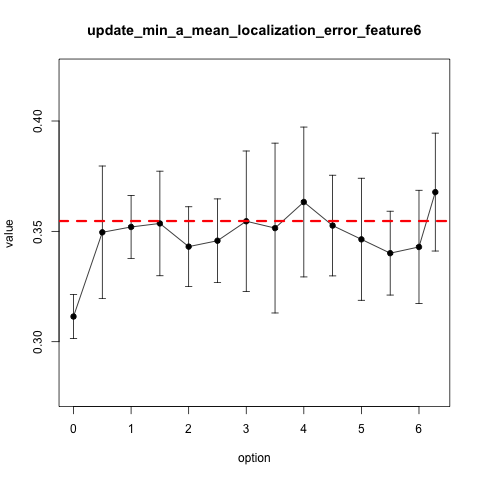 update_min_a_mean_localization_error_feature6
0.40
0.35
0.30
value
0 1 2 3 4 5 6
option